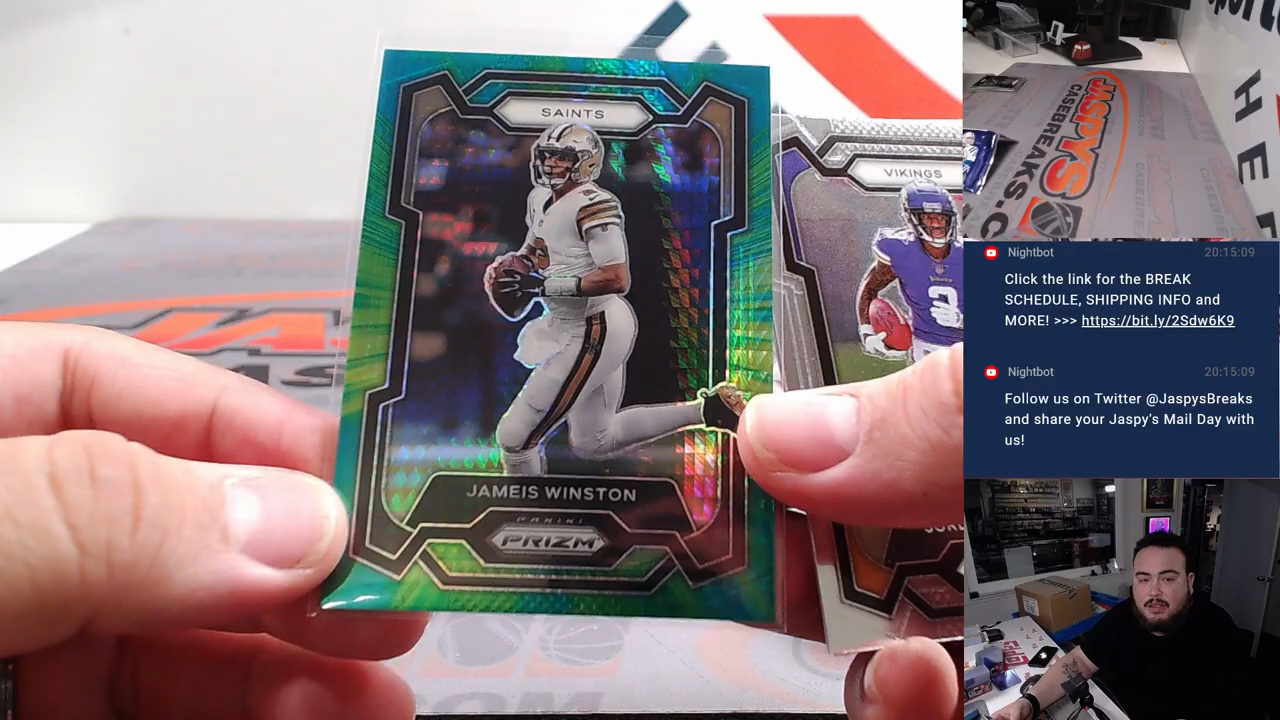 SAINTS
JAMEIS WINSTON
PANINI
PRIZM
VIKINGS
JASPYS
CASEBREAKS.C
HE
Nightbot
20:15:09
Click the link for the BREAK
SCHEDULE, SHIPPING INFO and
MORE! >>> https://bit.ly/2Sdw6K9
Nightbot
20:15:09
Follow us on Twitter @JaspysBreaks
and share your Jaspy's Mail Day with
us!